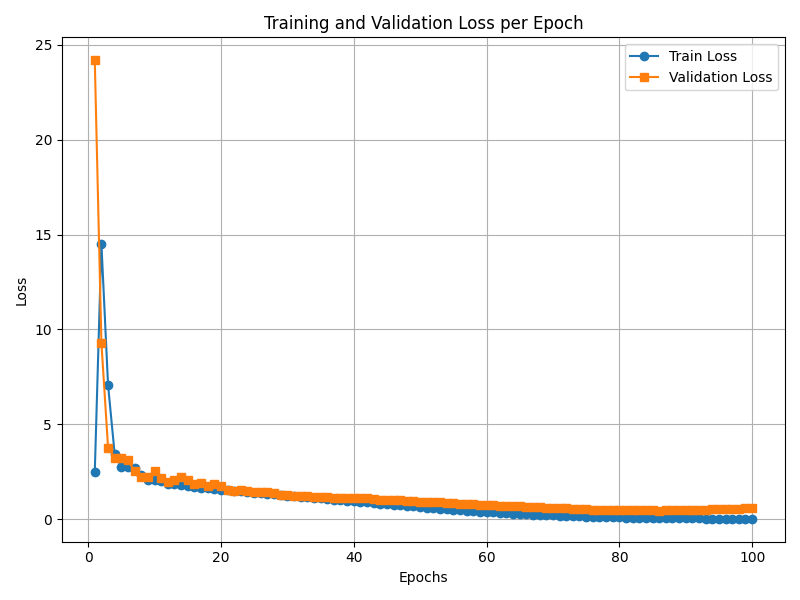 Training and Validation Loss per Epoch
Train Loss
Validation Loss
25
20
15
10
5
0
Loss
0 20 40 60 80 100
Epochs